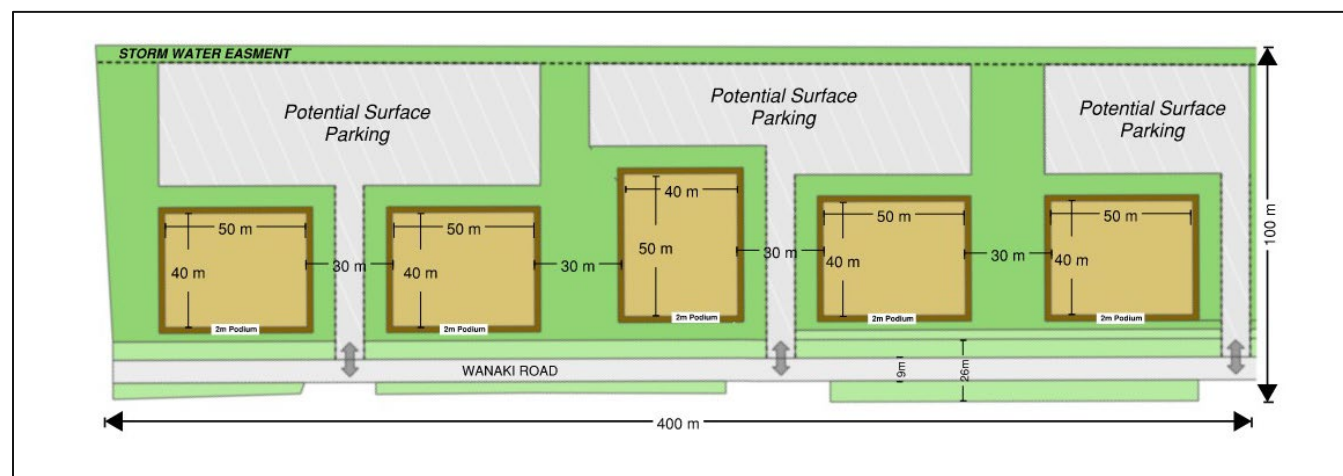 STORM WATER EASMENT
Potential Surface
Parking
Potential Surface
Parking
Potential Surface
Parking
50 m
40 m
2m Podium
30 m
50 m
40 m
2m Podium
30 m
40 m
50 m
2m Podium
30 m
50 m
40 m
2m Podium
30 m
50 m
40 m
2m Podium
100 m
WANAKI ROAD
9m
26m
400 m